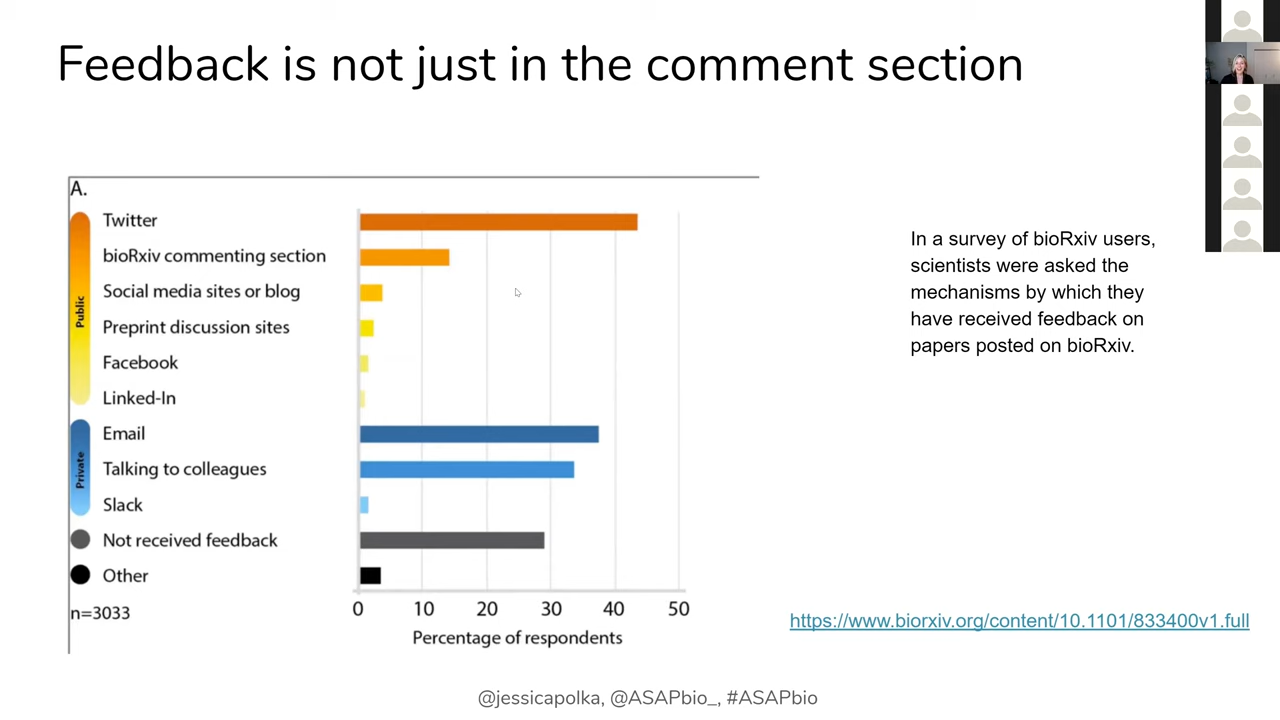 Feedback is not just in the comment section
A.
Public
Twitter
bioRxiv commenting section
Social media sites or blog
Preprint discussion sites
Facebook
Linked-In
Private
Email
Talking to colleagues
Slack
Not received feedback
Other
n=3033
0 10 20 30 40 50
Percentage of respondents
In a survey of bioRxiv users,
scientists were asked the
mechanisms by which they
have received feedback on
papers posted on bioRxiv.
https://www.biorxiv.org/content/10.1101/833400v1.full
@jessicapolka, @ASAPbio_, #ASAPbio